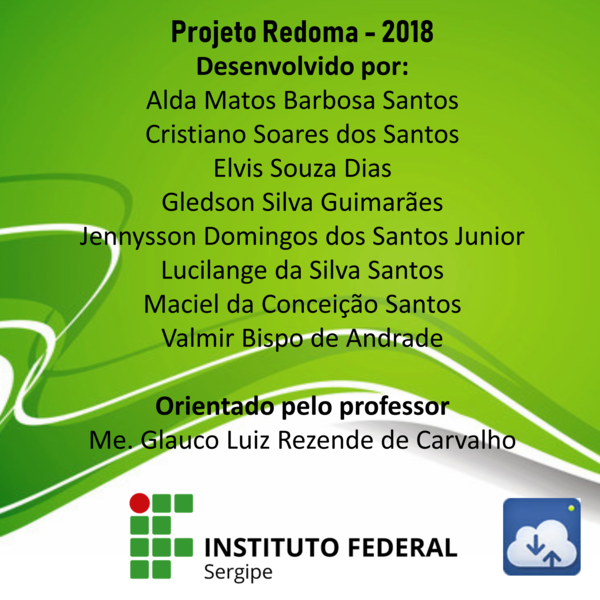 Projeto Redoma - 2018
Desenvolvido por:
Alda Matos Barbosa Santos
Cristiano Soares dos Santos
Elvis Souza Dias
Gledson Silva Guimarães
Jennysson Domingos dos Santos Junior
Lucilange da Silva Santos
Maciel da Conceição Santos
Valmir Bispo de Andrade
Orientado pelo professor
Me. Glauco Luiz Rezende de Carvalho
INSTITUTO FEDERAL
Sergipe